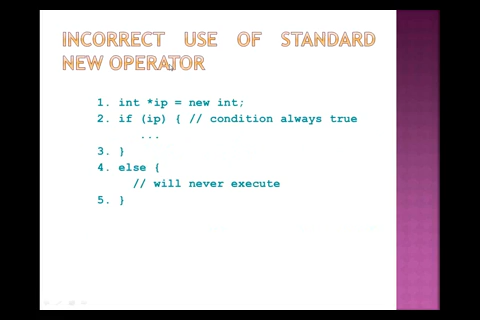 INCORRECT USE OF STANDARD
NEW OPERATOR
1. int *ip = new int;
2. if (ip) { // condition always true
...
3. }
4. else {
// will never execute
5. }